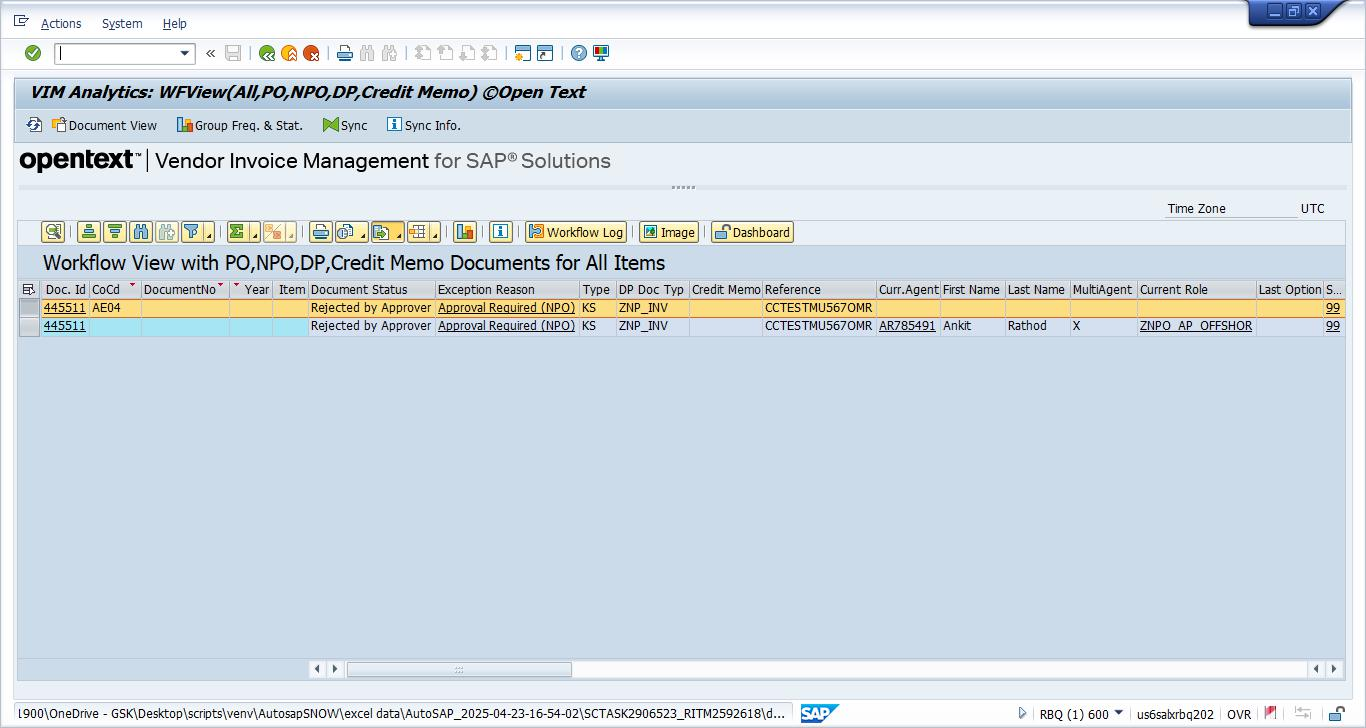 Actions System Help
VIM Analytics: WFView(All,PO,NPO,DP,Credit Memo) ©Open Text
Document View Group Freq. & Stat. Sync Sync Info.
opentext™ | Vendor Invoice Management for SAP® Solutions
Time Zone UTC
Workflow Log Image Dashboard
Workflow View with PO,NPO,DP,Credit Memo Documents for All Items
Doc. Id CoCd DocumentNo Year Item Document Status Exception Reason Type DP Doc Typ Credit Memo Reference Curr.Agent First Name Last Name MultiAgent Current Role Last Option S...
445511 AE04 Rejected by Approver Approval Required (NPO) KS ZNP_INV CCTESTMU567OMR 99
445511 Rejected by Approver Approval Required (NPO) KS ZNP_INV CCTESTMU567OMR AR785491 Ankit Rathod X ZNPO_AP_OFFSHOR 99
1900\OneDrive - GSK\Desktop\scripts\venv\AutosapSNOW\excel data\AutoSAP_2025-04-23-16-54-02\SCTASK2906523_RITM2592618\d... SAP RBQ (1) 600 us6salxrbq202 OVR